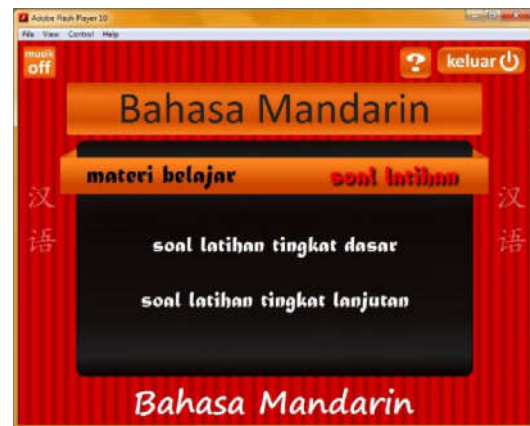 Adobe Flash Player 10
File View Control Help
musik
off
?
keluar
Bahasa Mandarin
materi belajar
soal latihan
汉
语
汉
语
soal latihan tingkat dasar
soal latihan tingkat lanjutan
Bahasa Mandarin